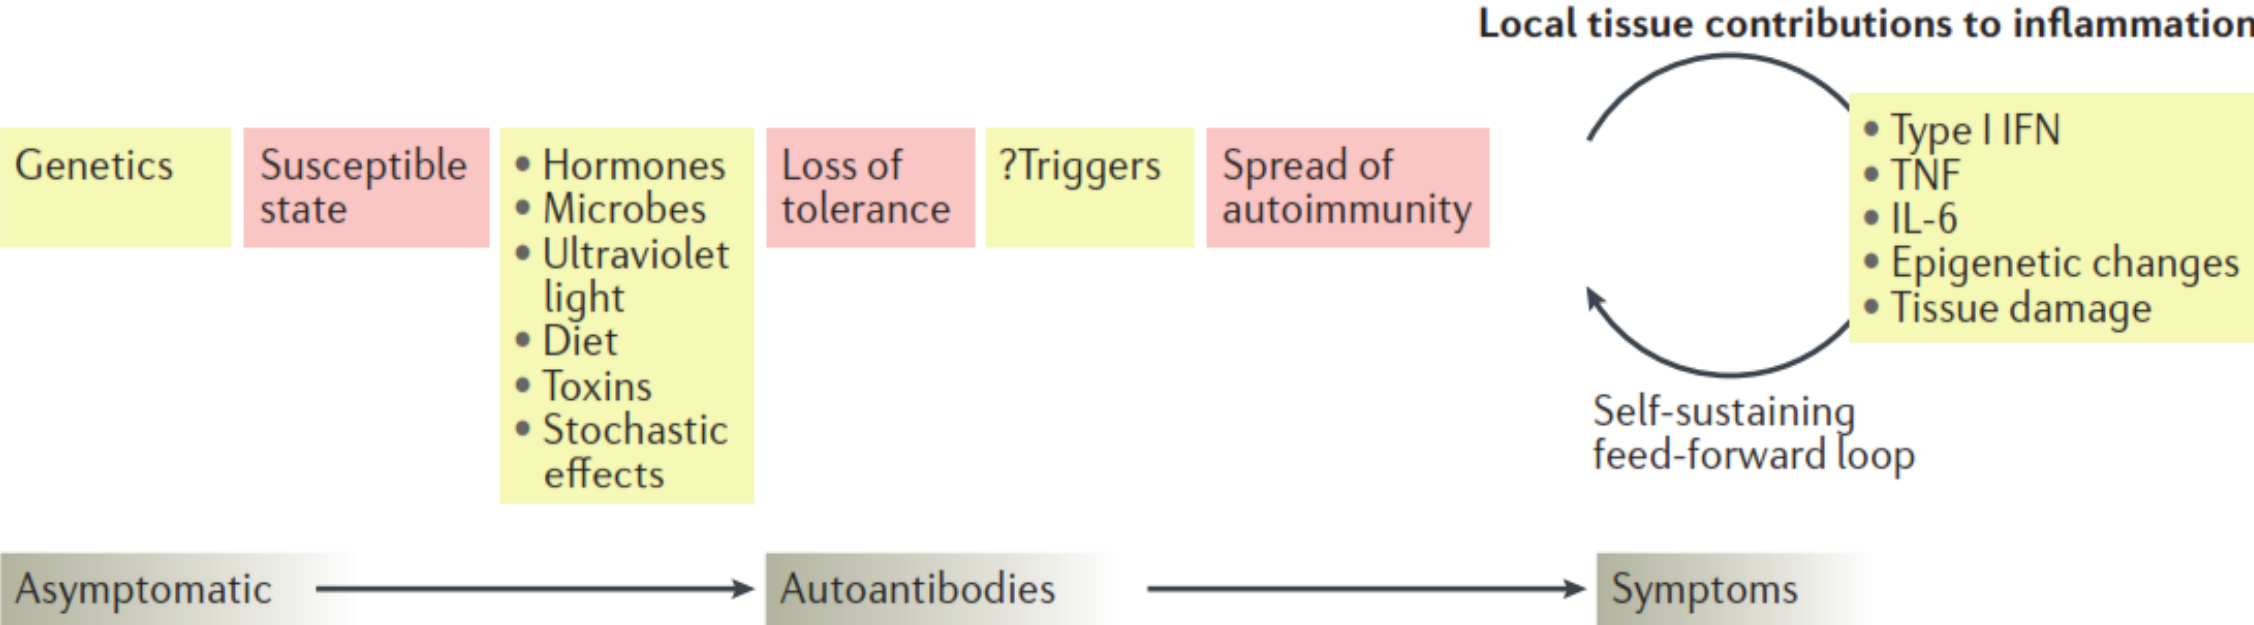 Local tissue contributions to inflammation
Genetics
Susceptible
state
• Hormones
• Microbes
• Ultraviolet
light
• Diet
• Toxins
• Stochastic
effects
Loss of
tolerance
?Triggers
Spread of
autoimmunity
• Type I IFN
• TNF
• IL-6
• Epigenetic changes
• Tissue damage
Self-sustaining
feed-forward loop
Asymptomatic
Autoantibodies
Symptoms